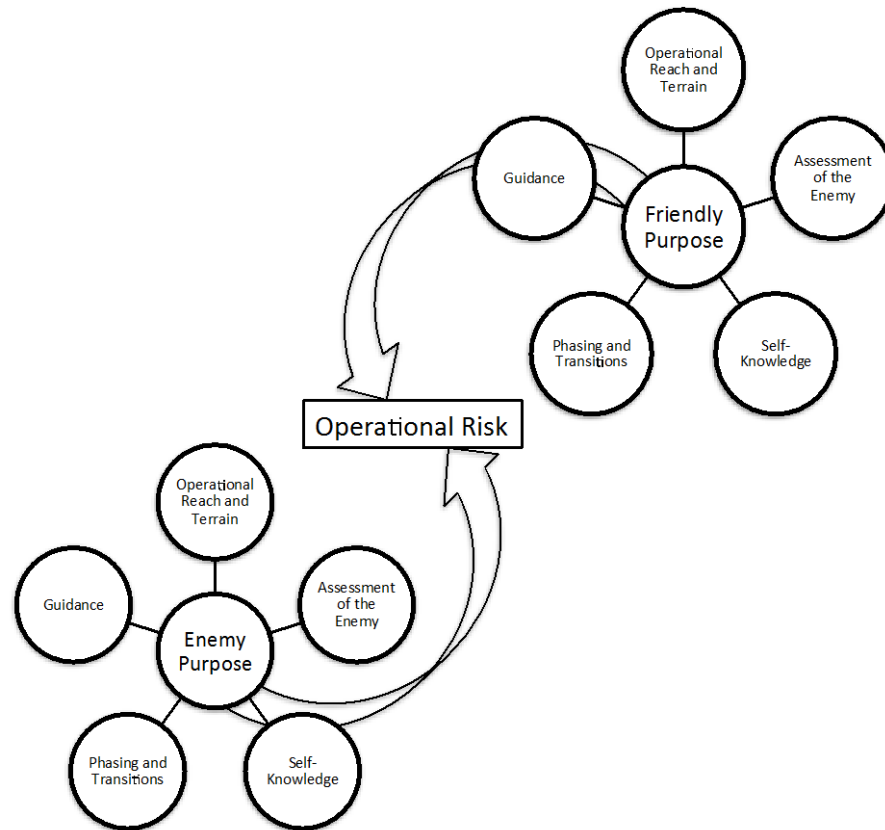 Operational
Reach and
Terrain
Guidance
Assessment
of the
Enemy
Friendly
Purpose
Phasing and
Transitions
Self-
Knowledge
Operational Risk
Operational
Reach and
Terrain
Guidance
Assessment
of the
Enemy
Enemy
Purpose
Phasing and
Transitions
Self-
Knowledge